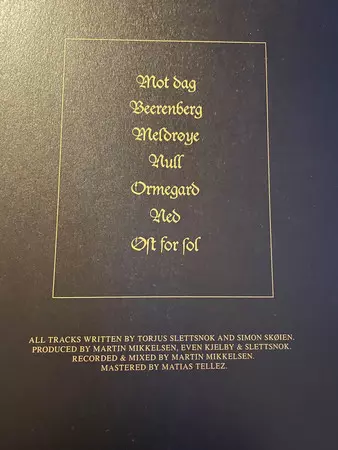 Mot dag
Beerenberg
Meldrøye
Null
Ormegard
Ned
Øst for sol
ALL TRACKS WRITTEN BY TORJUS SLETTSNOK AND SIMON SKØIEN.
PRODUCED BY MARTIN MIKKELSEN, EVEN KJELBY & SLETTSNOK.
RECORDED & MIXED BY MARTIN MIKKELSEN.
MASTERED BY MATIAS TELLEZ.